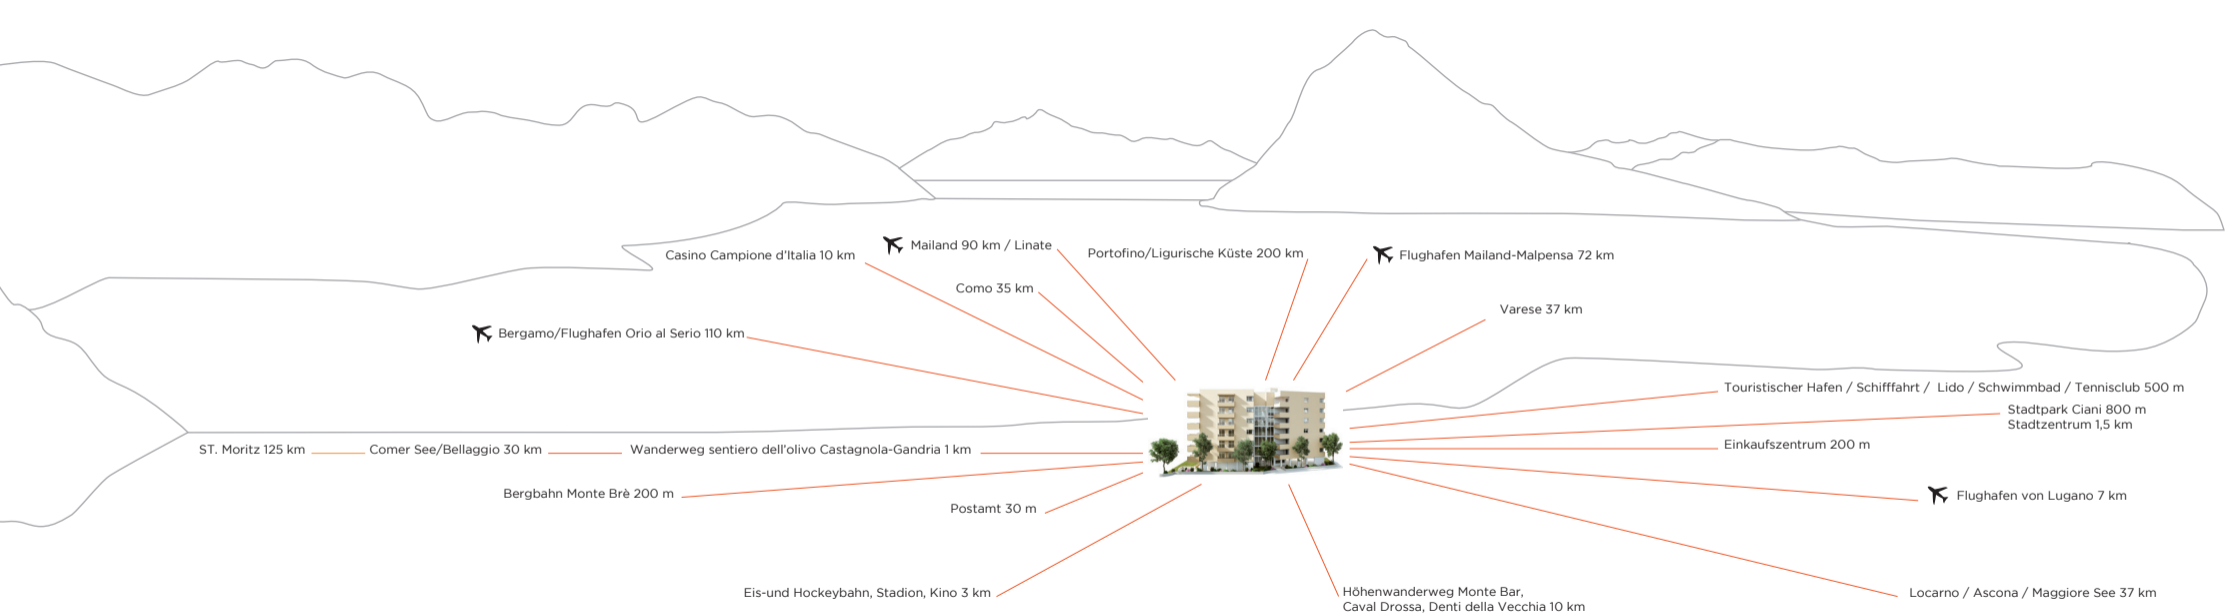 Mailand 90 km / Linate
Portofino/Ligurische Küste 200 km
Casino Campione d'Italia 10 km
Flughafen Mailand-Malpensa 72 km
Como 35 km
Varese 37 km
Bergamo/Flughafen Orio al Serio 110 km
Touristischer Hafen / Schifffahrt / Lido / Schwimmbad / Tennisclub 500 m
Stadtpark Ciani 800 m
Stadtzentrum 1,5 km
Einkaufszentrum 200 m
ST. Moritz 125 km
Comer See/Bellaggio 30 km
Wanderweg sentiero dell'olivo Castagnola-Gandria 1 km
Bergbahn Monte Brè 200 m
Flughafen von Lugano 7 km
Postamt 30 m
Eis-und Hockeybahn, Stadion, Kino 3 km
Höhenwanderweg Monte Bar,
Caval Drossa, Denti della Vecchia 10 km
Locarno / Ascona / Maggiore See 37 km